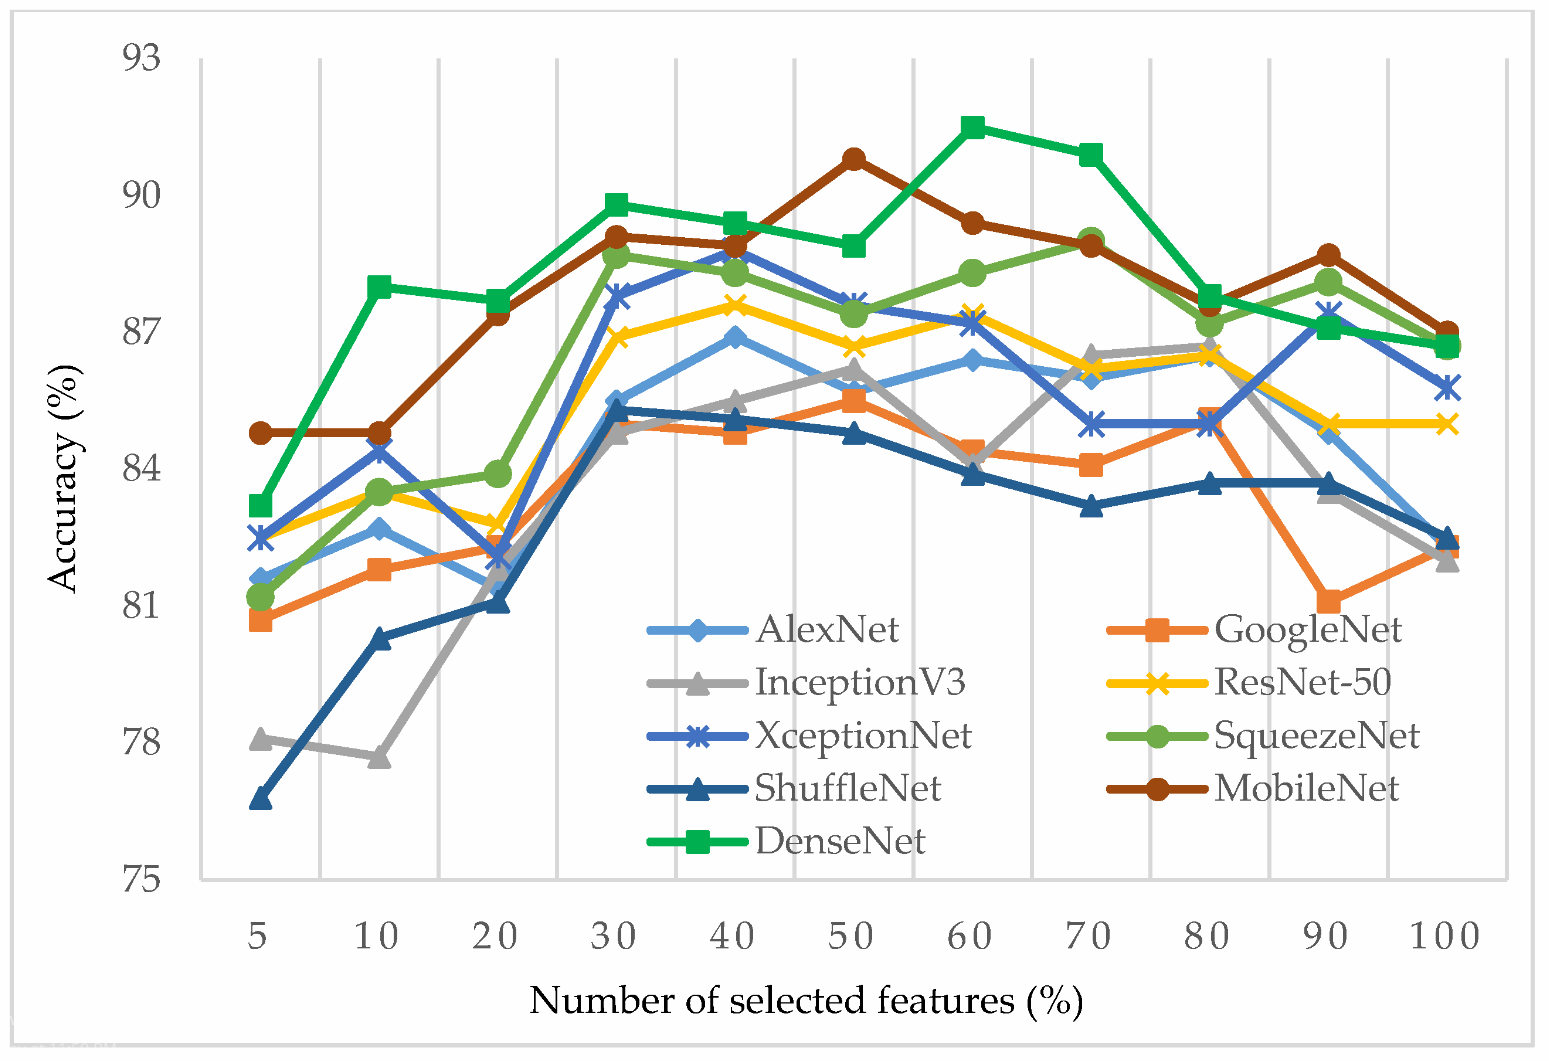 93
90
87
84
81
78
75
Accuracy (%)
AlexNet GoogleNet
InceptionV3 ResNet-50
XceptionNet SqueezeNet
ShuffleNet MobileNet
DenseNet
5 10 20 30 40 50 60 70 80 90 100
Number of selected features (%)